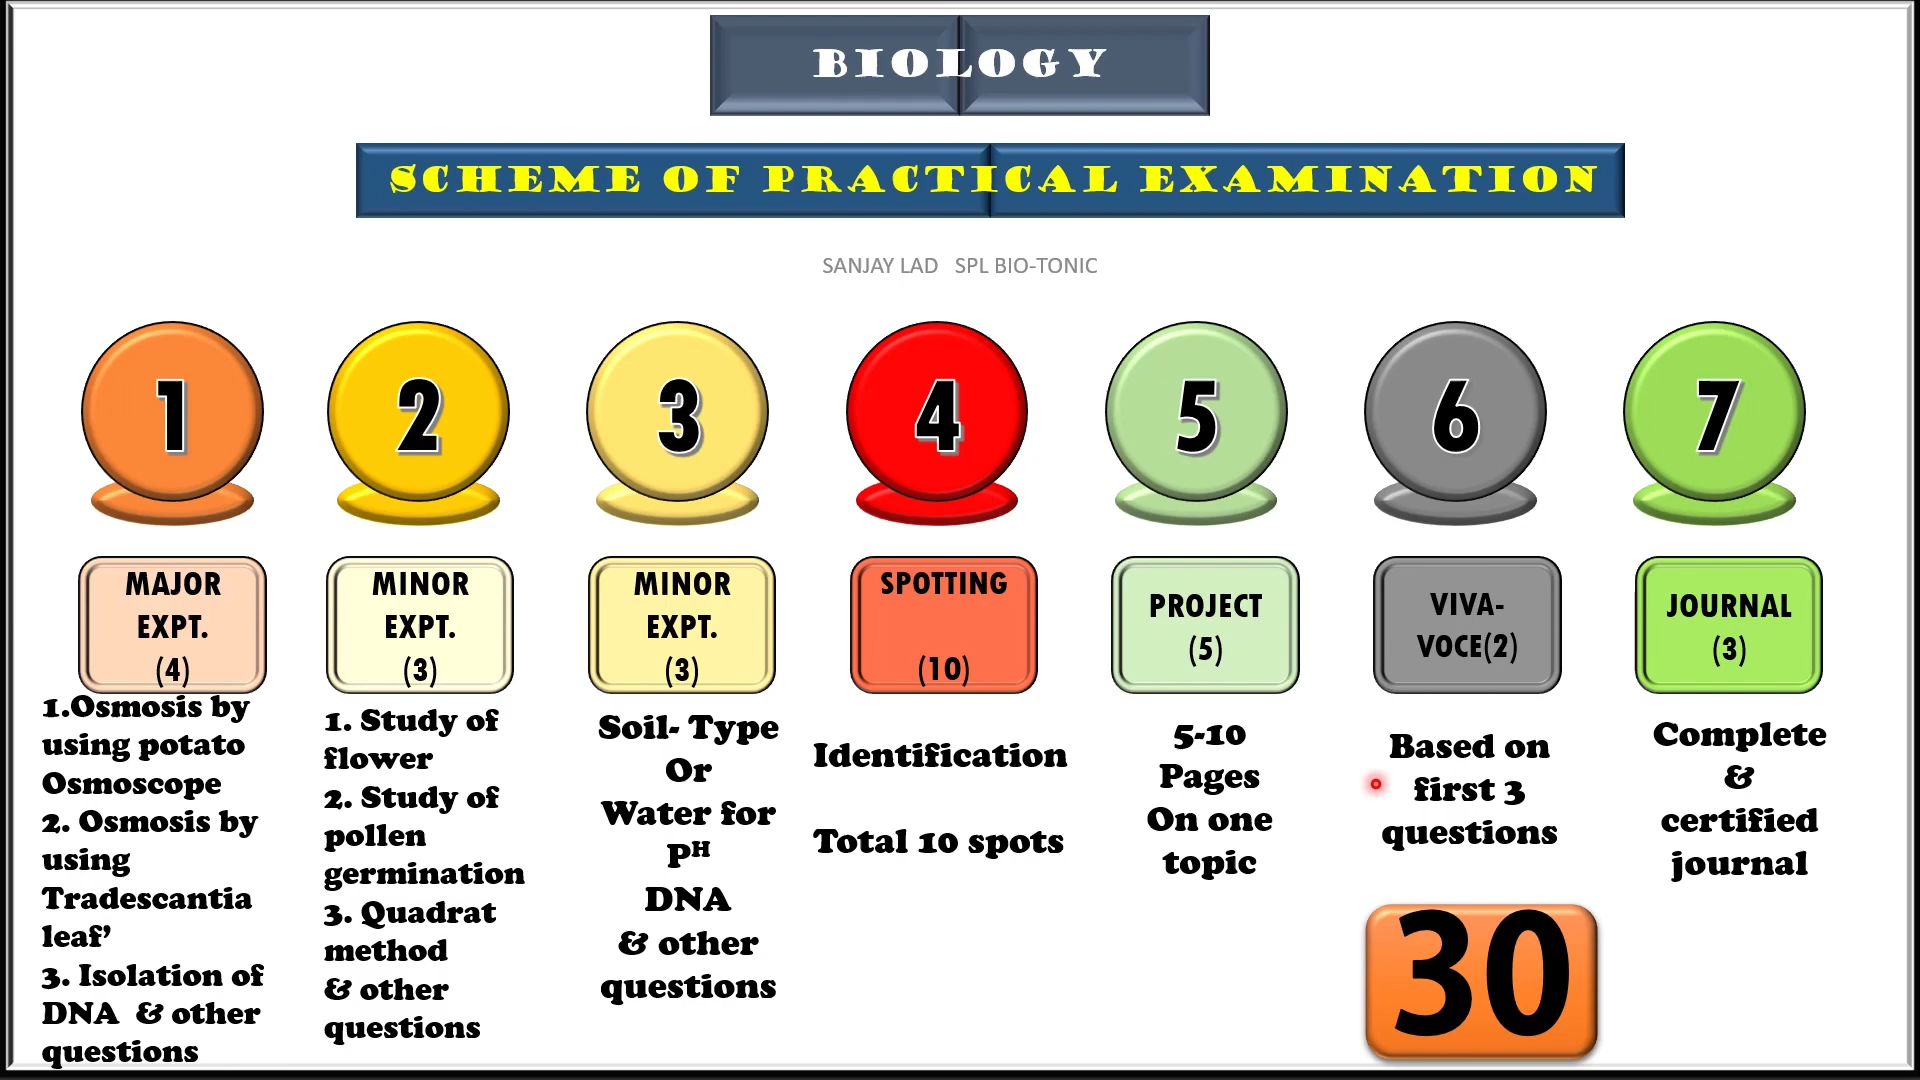 BIOLOGY
SCHEME OF PRACTICAL EXAMINATION
SANJAY LAD SPL BIO-TONIC
1
2
3
4
5
6
7
MAJOR
EXPT.
(4)
MINOR
EXPT.
(3)
MINOR
EXPT.
(3)
SPOTTING
(10)
PROJECT
(5)
VIVA-
VOCE(2)
JOURNAL
(3)
1.Osmosis by
using potato
Osmoscope
2. Osmosis by
using
Tradescantia
leaf’
3. Isolation of
DNA & other
questions
1. Study of
flower
2. Study of
pollen
germination
3. Quadrat
method
& other
questions
Soil- Type
Or
Water for
Pᴴ
DNA
& other
questions
Identification
Total 10 spots
5-10
Pages
On one
topic
Based on
first 3
questions
Complete
&
certified
journal
30